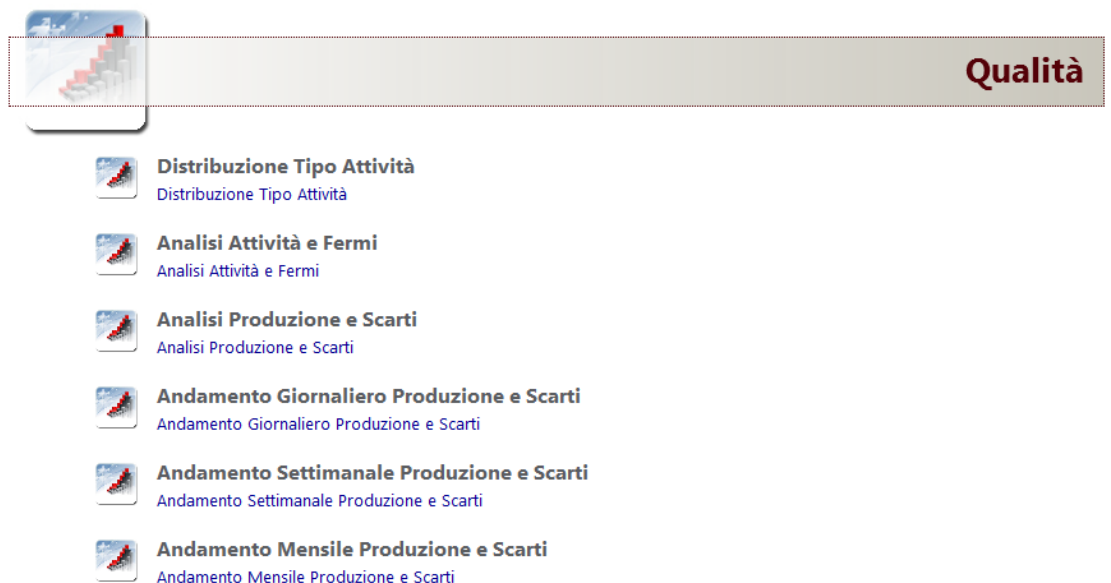 Qualità
Distribuzione Tipo Attività
Distribuzione Tipo Attività
Analisi Attività e Fermi
Analisi Attività e Fermi
Analisi Produzione e Scarti
Analisi Produzione e Scarti
Andamento Giornaliero Produzione e Scarti
Andamento Giornaliero Produzione e Scarti
Andamento Settimanale Produzione e Scarti
Andamento Settimanale Produzione e Scarti
Andamento Mensile Produzione e Scarti
Andamento Mensile Produzione e Scarti